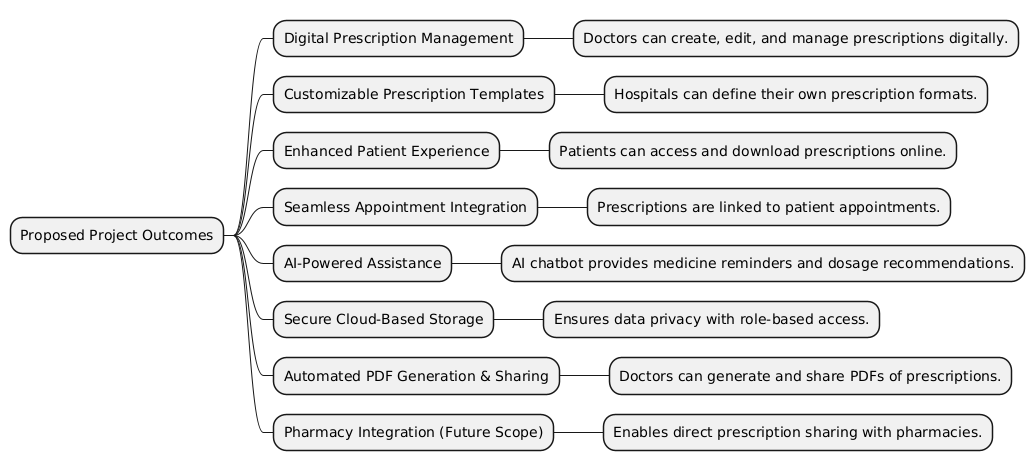 Proposed Project Outcomes
Digital Prescription Management
Doctors can create, edit, and manage prescriptions digitally.
Customizable Prescription Templates
Hospitals can define their own prescription formats.
Enhanced Patient Experience
Patients can access and download prescriptions online.
Seamless Appointment Integration
Prescriptions are linked to patient appointments.
AI-Powered Assistance
AI chatbot provides medicine reminders and dosage recommendations.
Secure Cloud-Based Storage
Ensures data privacy with role-based access.
Automated PDF Generation & Sharing
Doctors can generate and share PDFs of prescriptions.
Pharmacy Integration (Future Scope)
Enables direct prescription sharing with pharmacies.